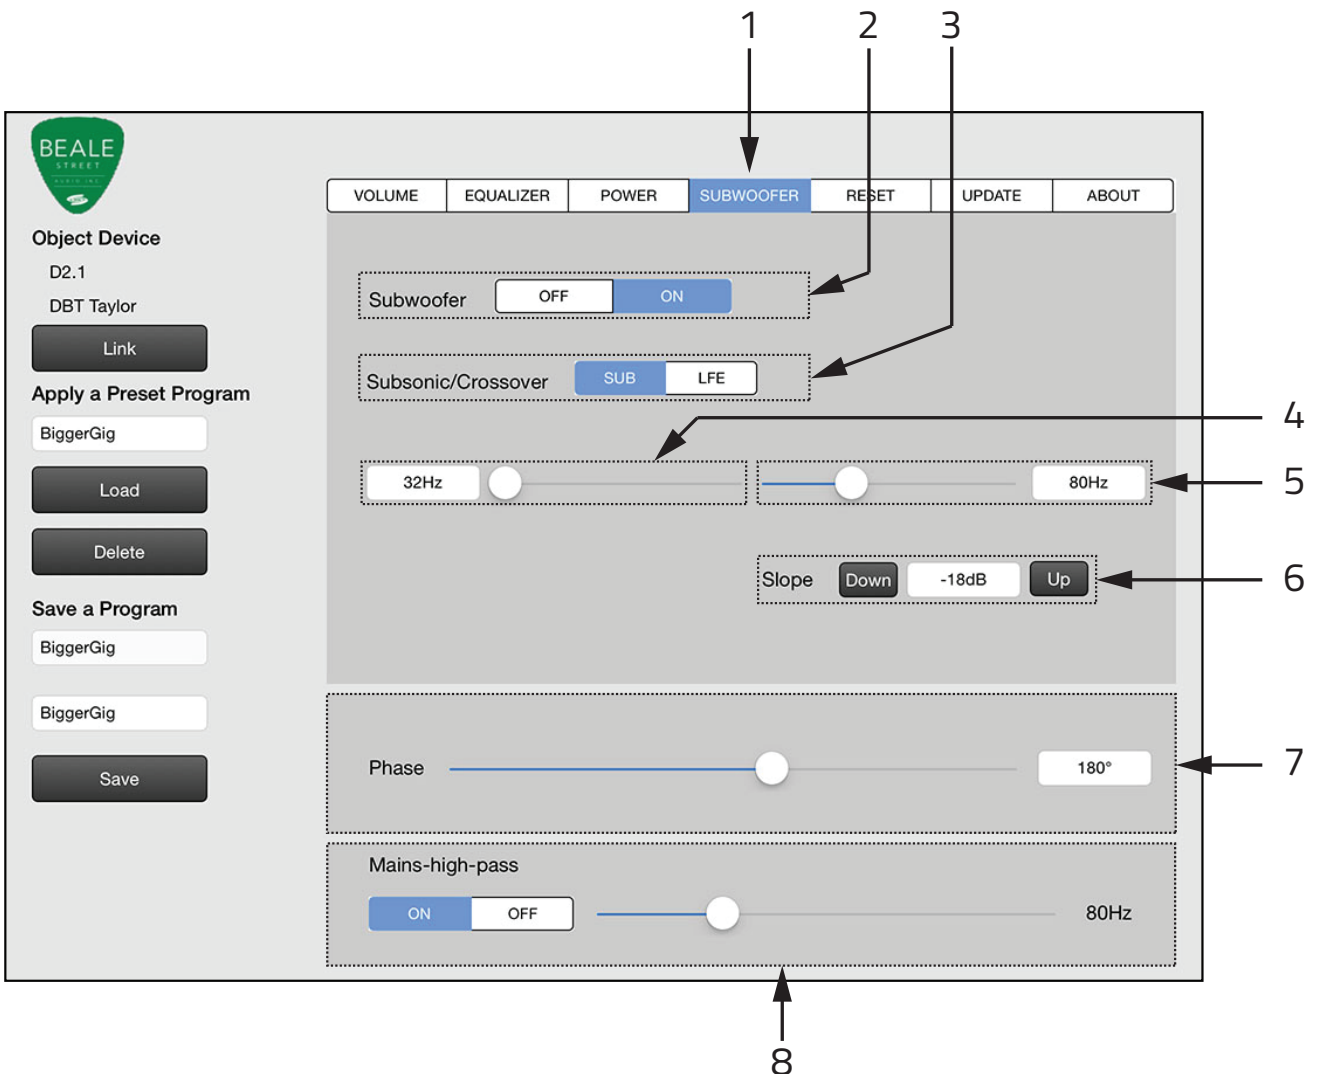 1 2 3
BEALE
STREET
AUDIO INC.
VOLUME EQUALIZER POWER SUBWOOFER RESET UPDATE ABOUT
Object Device
D2.1
DBT Taylor
Link
Apply a Preset Program
BiggerGig
Load
Delete
Save a Program
BiggerGig
BiggerGig
Save
Subwoofer OFF ON
Subsonic/Crossover SUB LFE
4
32Hz 80Hz 5
Slope Down -18dB Up 6
Phase 180° 7
Mains-high-pass
ON OFF 80Hz
8